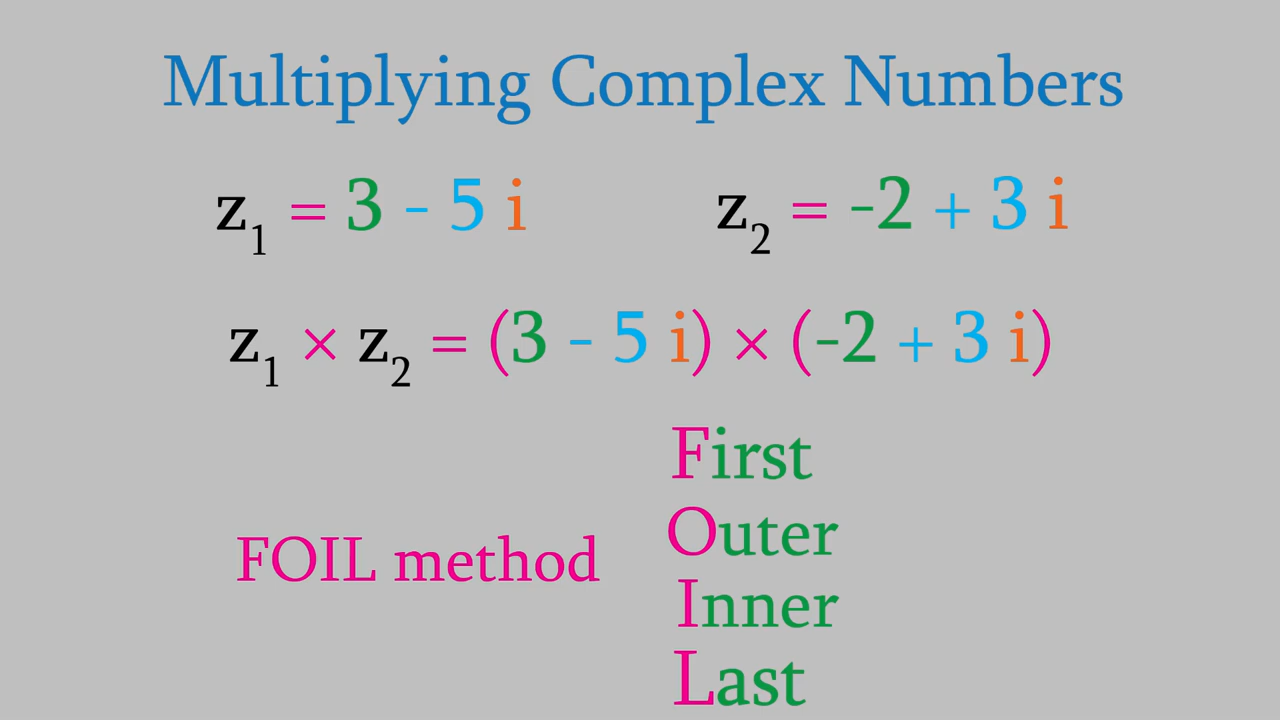 Multiplying Complex Numbers
z₁ = 3 - 5 i z₂ = -2 + 3 i
z₁ × z₂ = (3 - 5 i) × (-2 + 3 i)
FOIL method
First
Outer
Inner
Last